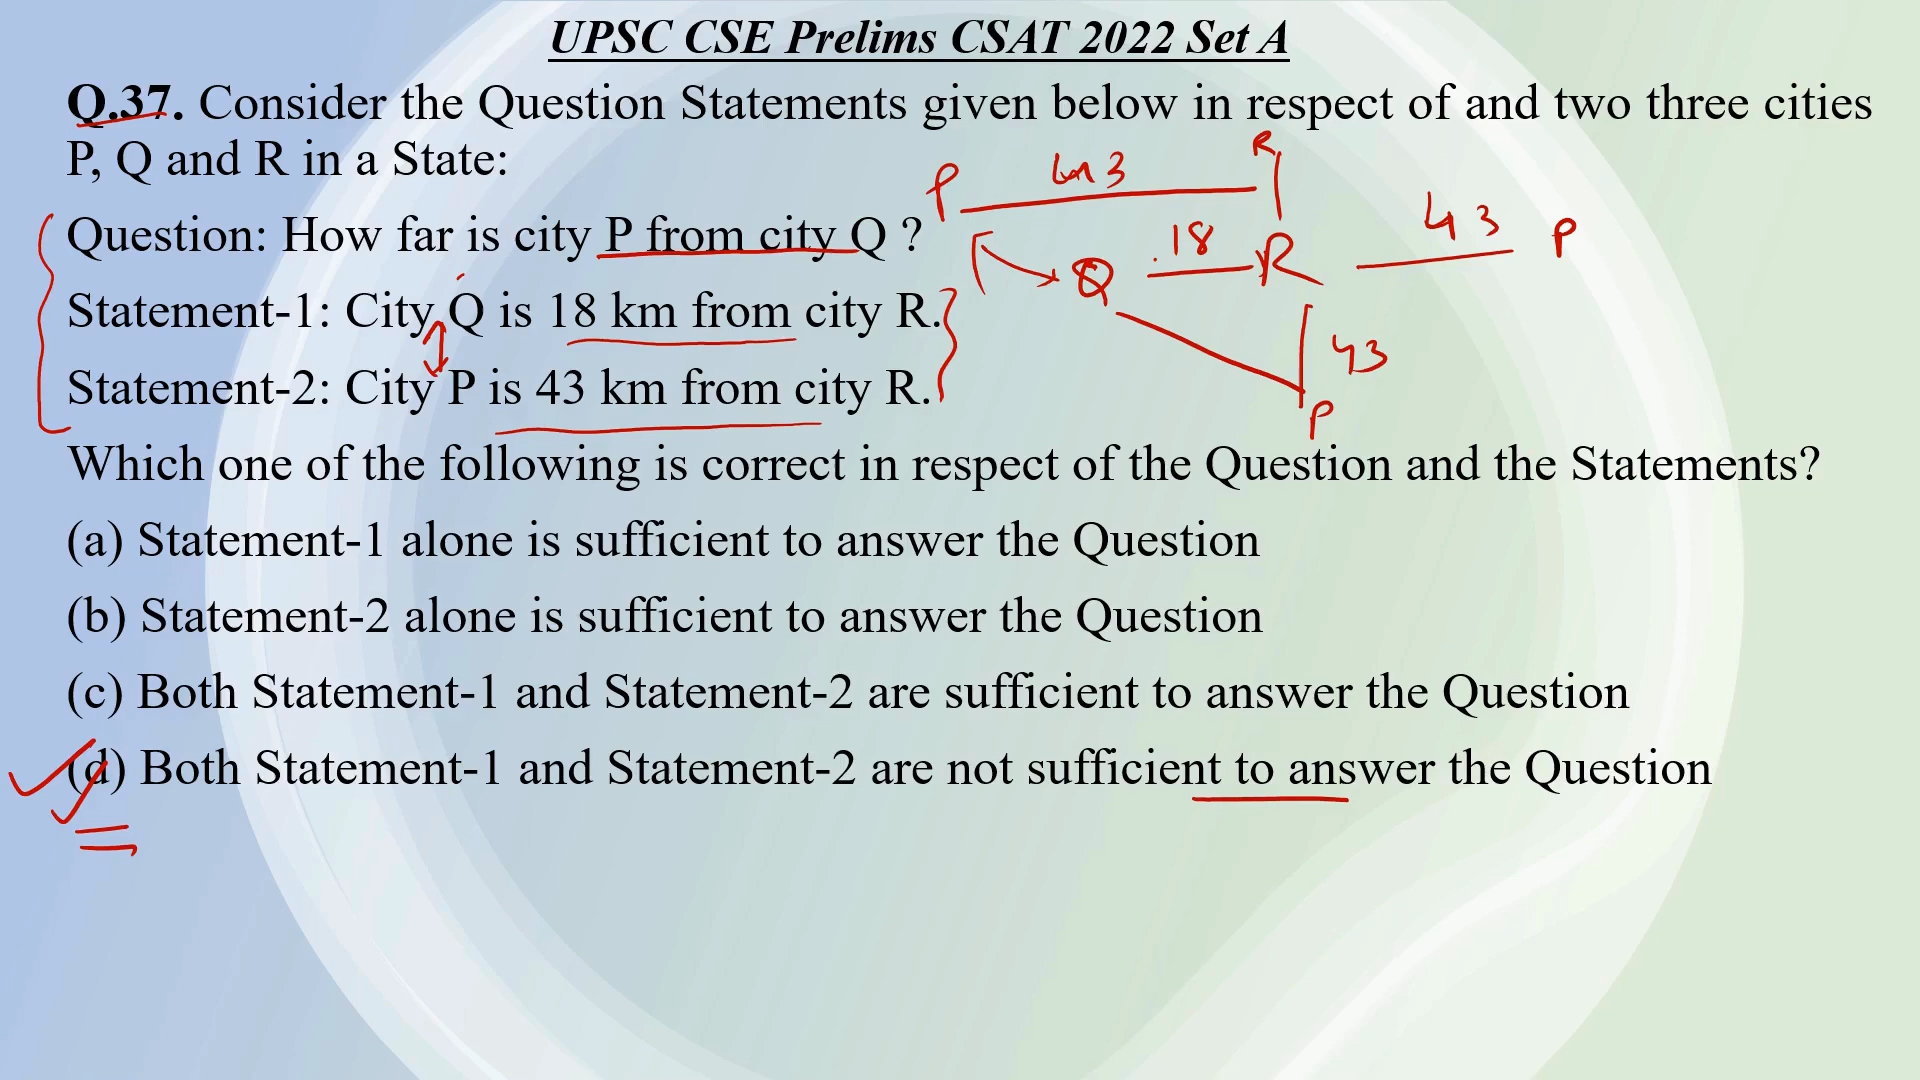 UPSC CSE Prelims CSAT 2022 Set A
Q.37. Consider the Question Statements given below in respect of and two three cities
P, Q and R in a State:
P 43 R
Question: How far is city P from city Q ?
Q 18 R 43 P
Statement-1: City Q is 18 km from city R.
43
Statement-2: City P is 43 km from city R.
P
Which one of the following is correct in respect of the Question and the Statements?
(a) Statement-1 alone is sufficient to answer the Question
(b) Statement-2 alone is sufficient to answer the Question
(c) Both Statement-1 and Statement-2 are sufficient to answer the Question
(d) Both Statement-1 and Statement-2 are not sufficient to answer the Question